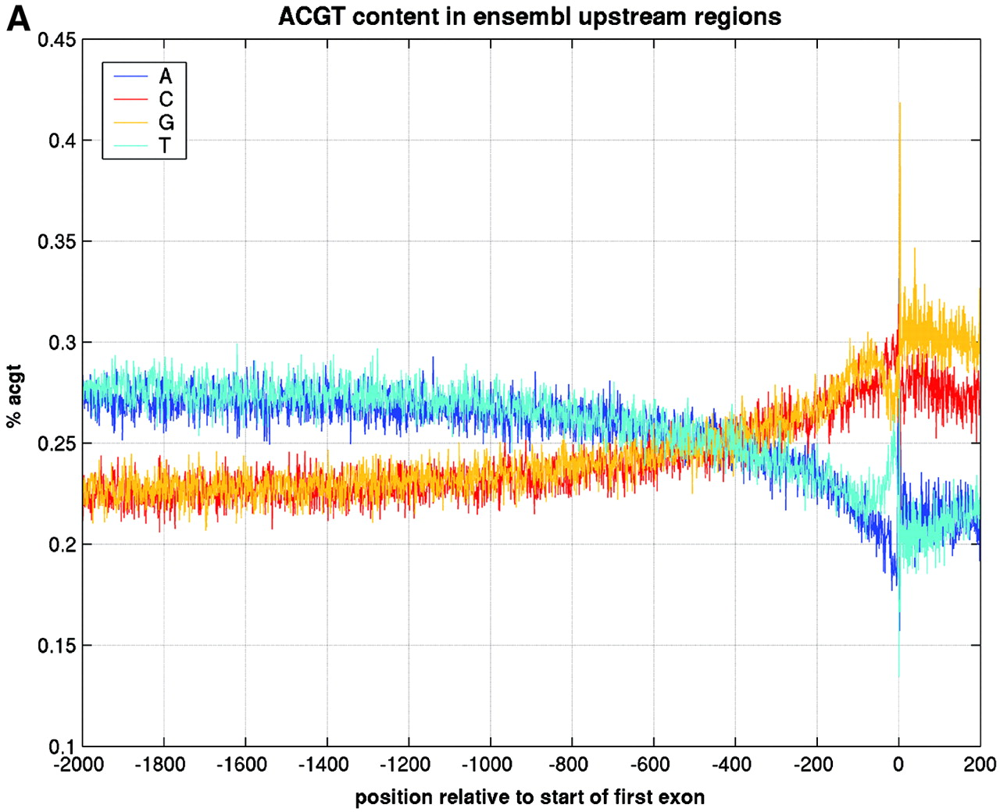 A
ACGT content in ensembl upstream regions
0.45
0.4
0.35
0.3
0.25
0.2
0.15
0.1
% acgt
A
C
G
T
-2000 -1800 -1600 -1400 -1200 -1000 -800 -600 -400 -200 0 200
position relative to start of first exon